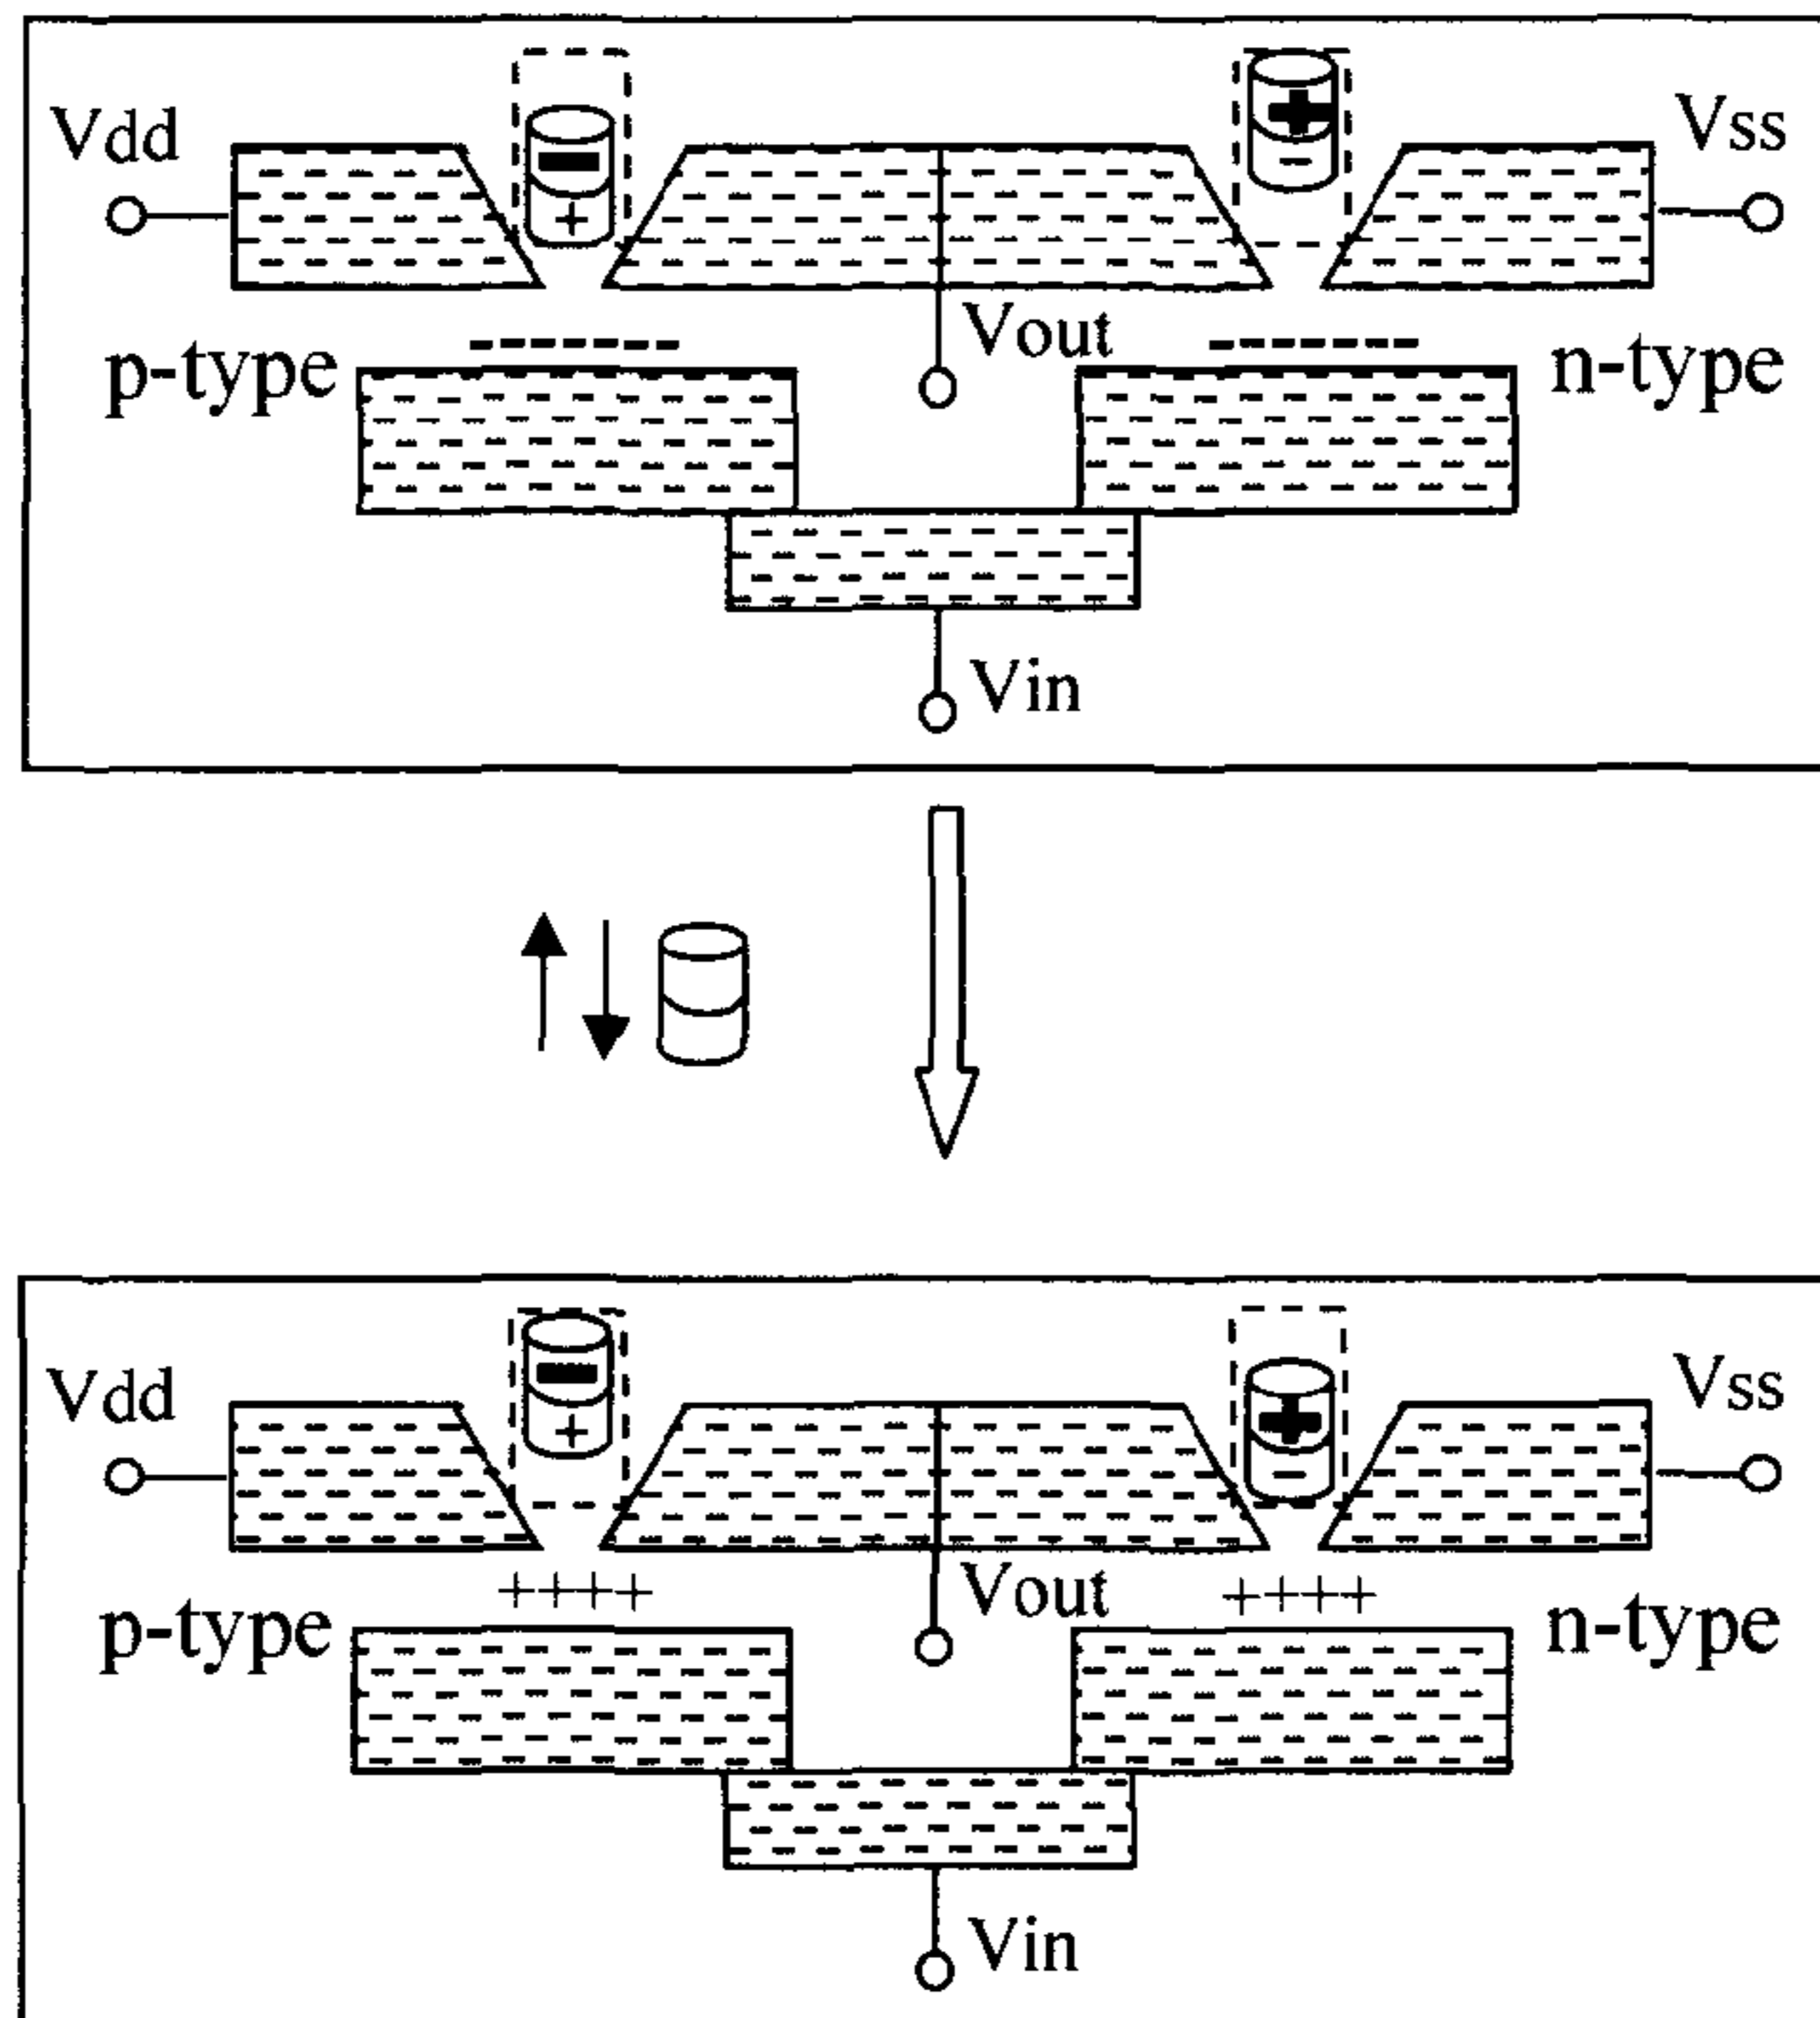 Vdd
Vss
−
+
+
-
p-type
Vout
n-type
Vin
Vdd
Vss
−
+
+
-
++++
++++
p-type
Vout
n-type
Vin